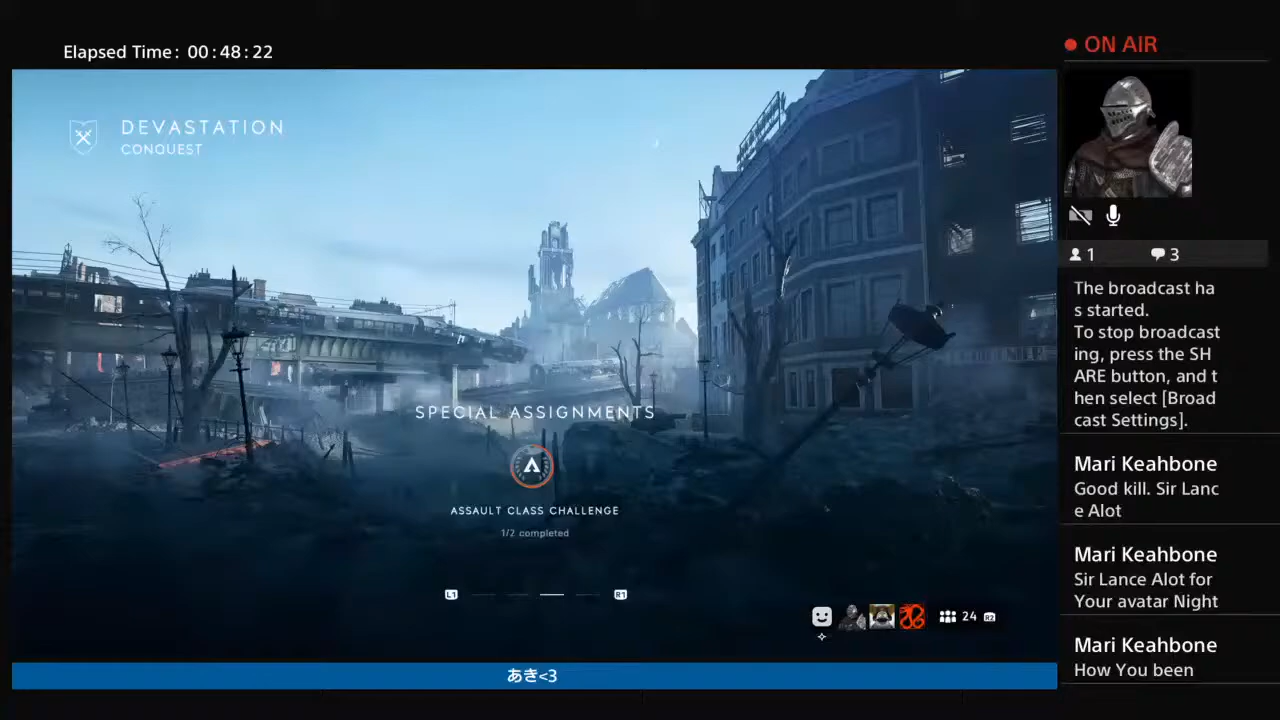 Elapsed Time: 00:48:22
ON AIR
DEVASTATION
CONQUEST
SPECIAL ASSIGNMENTS
ASSAULT CLASS CHALLENGE
1/2 completed
L1
R1
24 R2
あき<3
1 3
The broadcast ha
s started.
To stop broadcast
ing, press the SH
ARE button, and t
hen select [Broad
cast Settings].
Mari Keahbone
Good kill. Sir Lanc
e Alot
Mari Keahbone
Sir Lance Alot for
Your avatar Night
Mari Keahbone
How You been